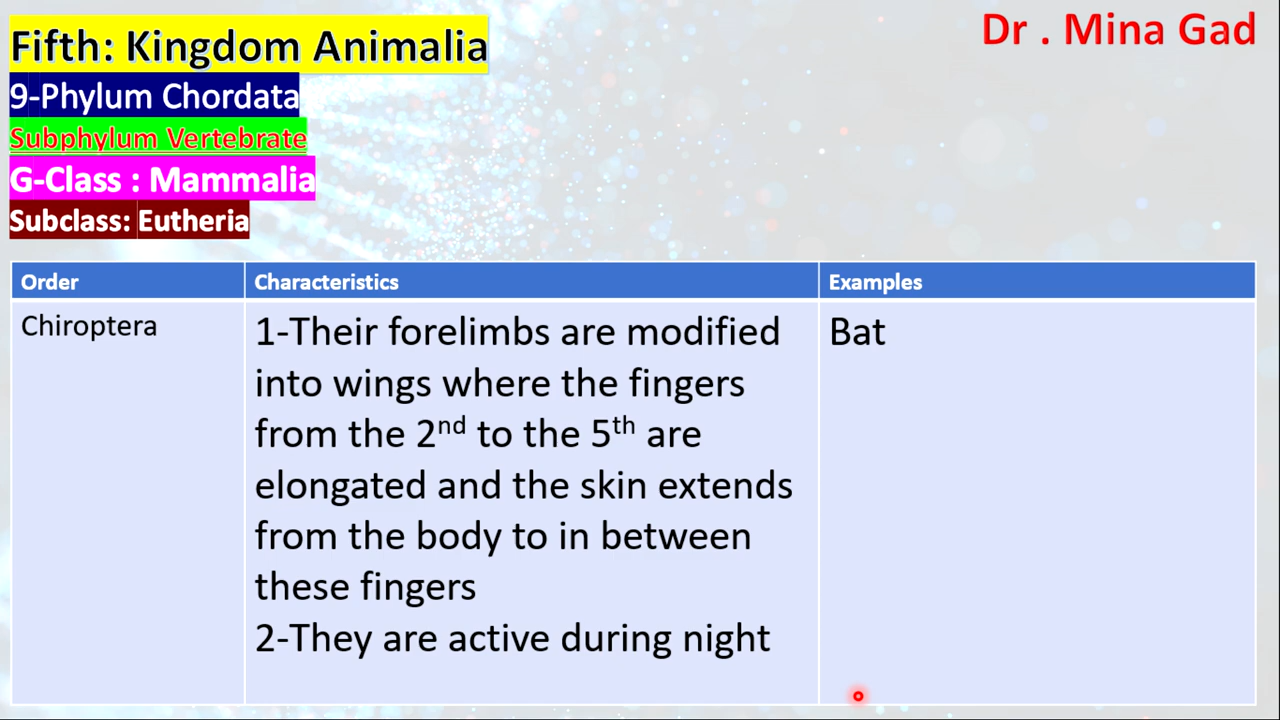 Dr . Mina Gad
Fifth: Kingdom Animalia
9-Phylum Chordata
Subphylum Vertebrate
G-Class : Mammalia
Subclass: Eutheria
Order Characteristics Examples
Chiroptera 1-Their forelimbs are modified Bat
into wings where the fingers
from the 2nd to the 5th are
elongated and the skin extends
from the body to in between
these fingers
2-They are active during night